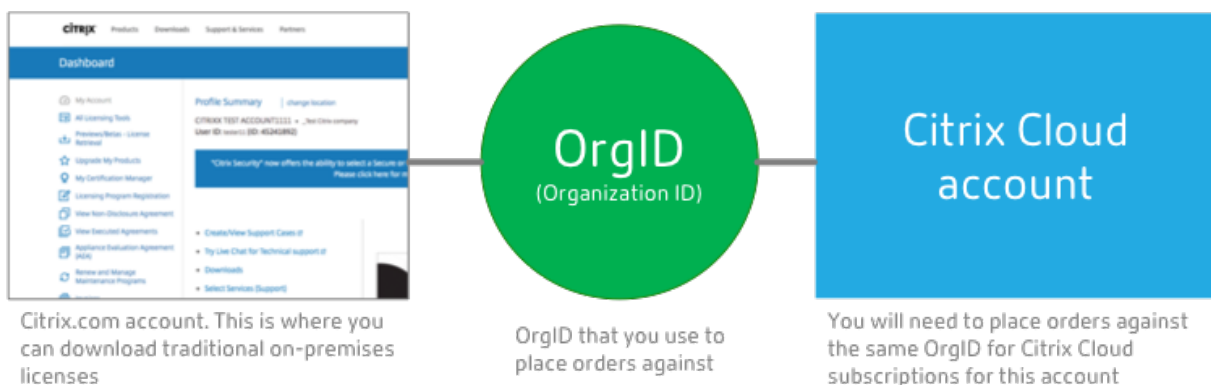 CİTRIX Products Downloads Support & Services Partners
Dashboard
My Account
All Licensing Tools
Previews/Betas - License
Retrieval
Upgrade My Products
My Certification Manager
Licensing Program Registration
View Non-Disclosure Agreement
View Executed Agreements
Appliance Evaluation Agreement
(AEA)
Renew and Manage
Maintenance Programs
Profile Summary | change location
CITRIXX TEST ACCOUNT1111 • _Test Citrix company
User ID: (ID: 45241892)
"Citrix Security" now offers the ability to select a Secure or
Please click here for m
• Create/View Support Cases
• Try Live Chat for Technical support
• Downloads
• Select Services (Support)
Citrix.com account. This is where you
can download traditional on-premises
licenses
OrgID
(Organization ID)
OrgID that you use to
place orders against
Citrix Cloud
account
You will need to place orders against
the same OrgID for Citrix Cloud
subscriptions for this account